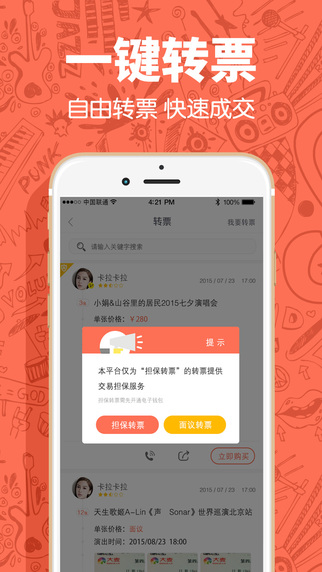 一键转票
自由转票 快速成交
中国联通
4:21 PM
转票
我要转票
请输入关键字搜索
卡拉卡拉
2015 / 07 / 23 17:00
3张
小娟&山谷里的居民2015七夕演唱会
单张价格：￥280
提 示
本平台仅为“担保转票”的转票提供
交易担保服务
担保转票需先开通电子钱包
担保转票
面议转票
立即购买
卡拉卡拉
2015 / 07 / 23 17:00
天生歌姬A-Lin《声 Sonar》世界巡演北京站
单张价格：面议
演出时间：2015/08/23 18:00
PUNK